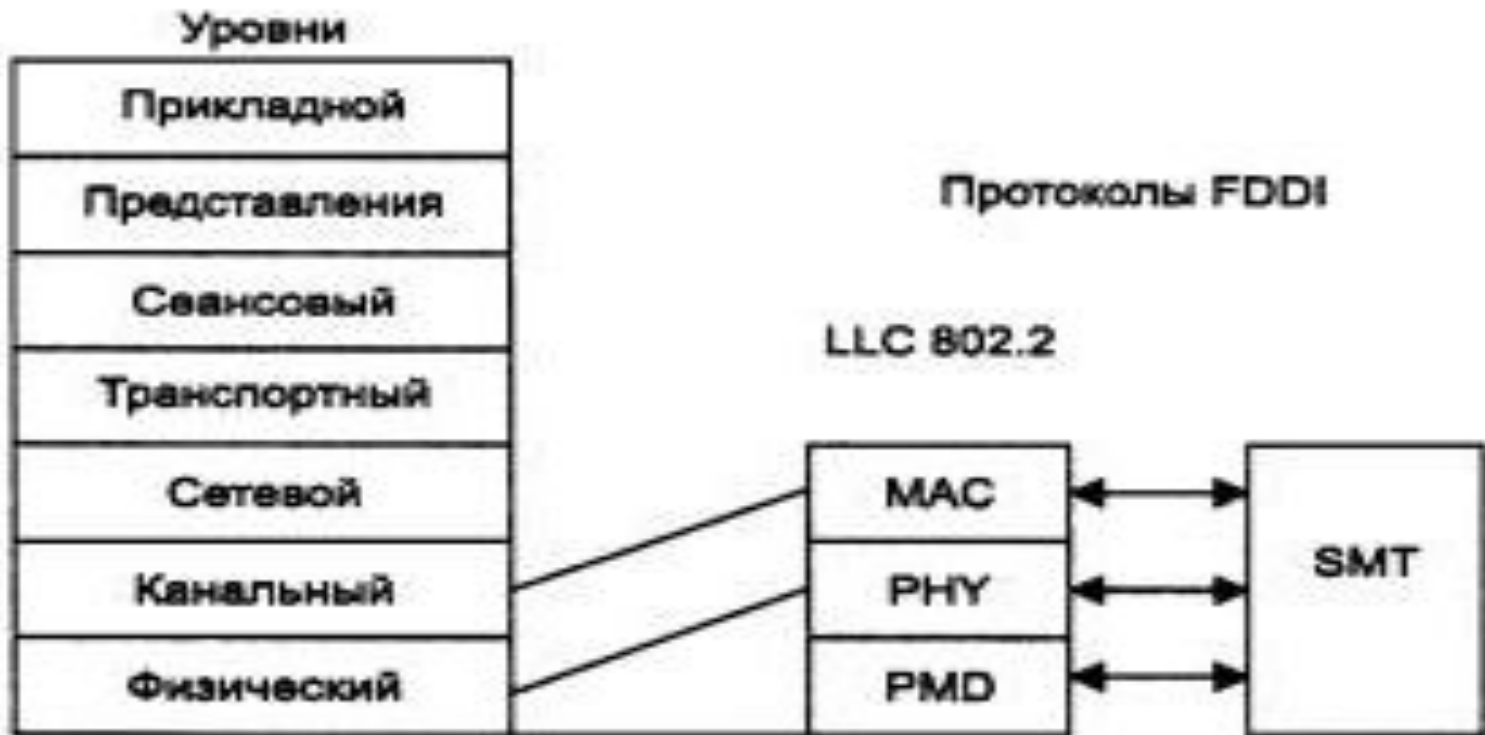 Уровни
Прикладной
Представления
Сеансовый
Транспортный
Сетевой
Канальный
Физический
Протоколы FDDI
LLC 802.2
MAC
PHY
PMD
SMT